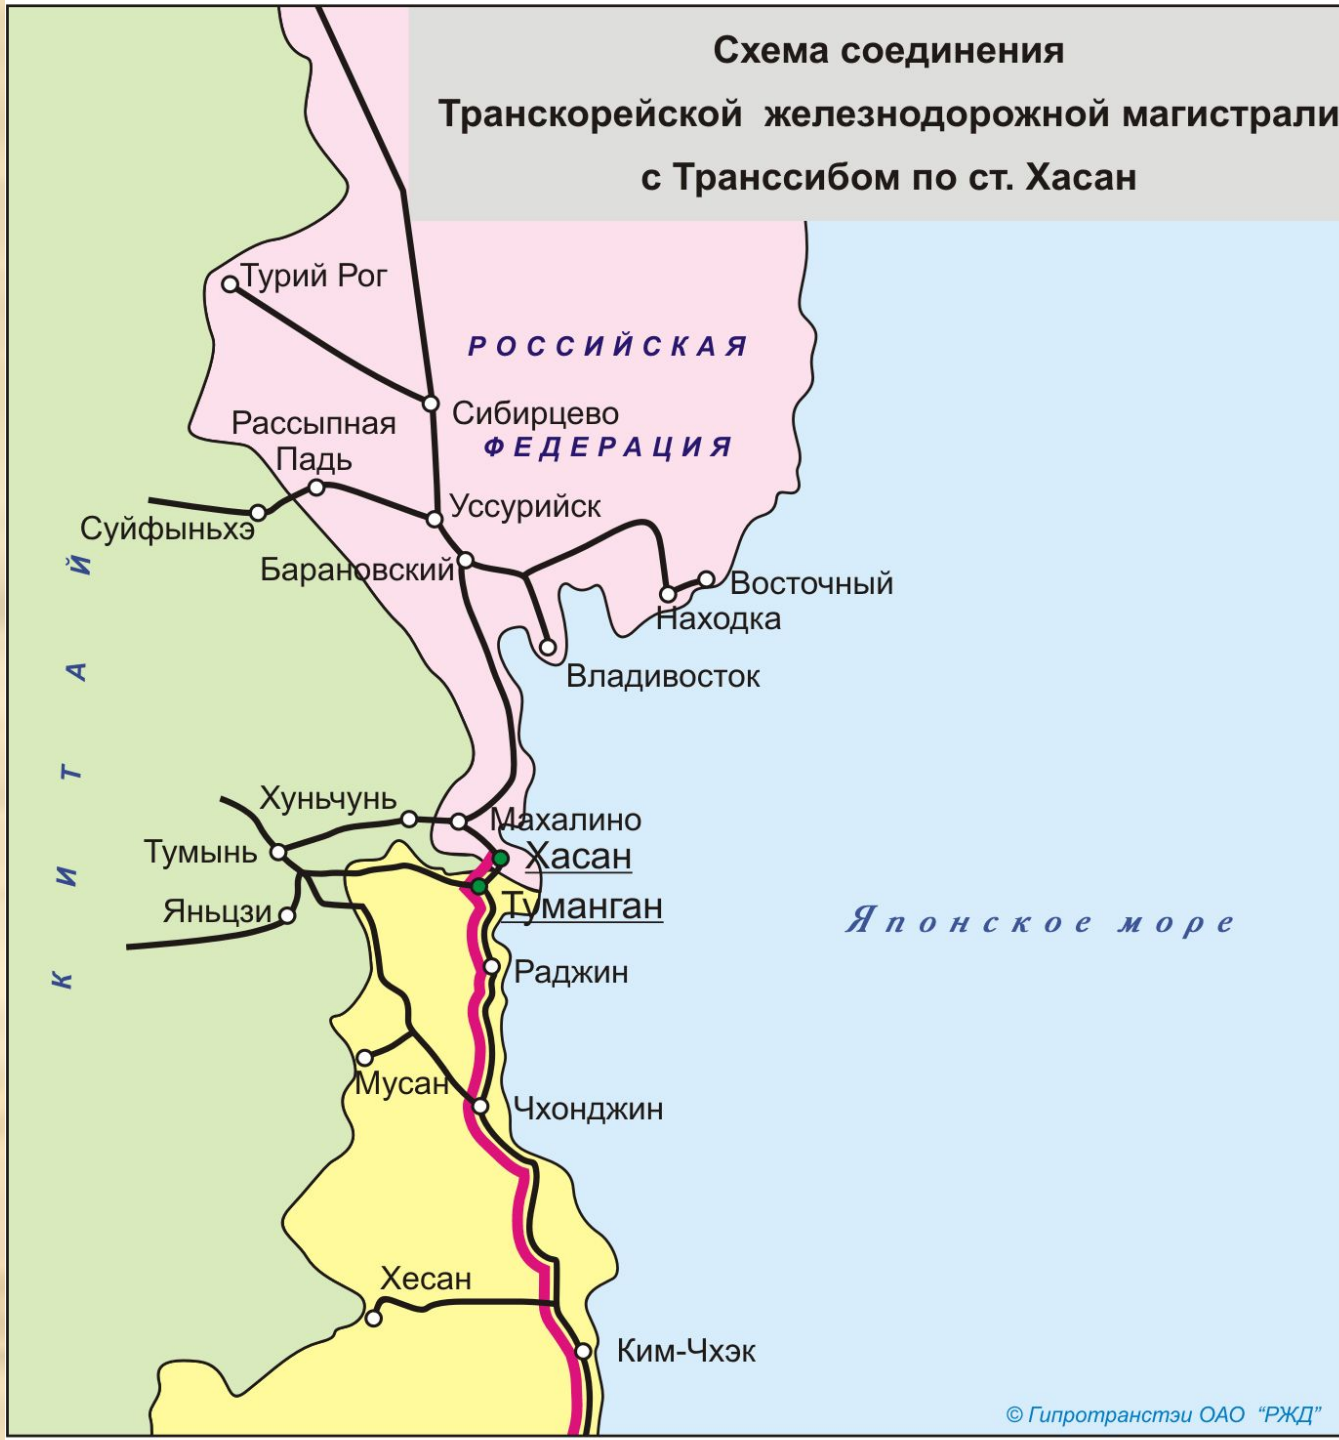 Схема соединения
Транскорейской железнодорожной магистрали
с Транссибом по ст. Хасан
Турий Рог
РОССИЙСКАЯ
Сибирцево
Рассыпная
Падь
ФЕДЕРАЦИЯ
Уссурийск
Суйфыньхэ
Барановский
Восточный
Находка
Владивосток
КИТАЙ
Хуньчунь
Махалино
Тумынь
Хасан
Туманган
Яньцзи
Японское море
Раджин
Мусан
Чхонджин
Хесан
Ким-Чхэк
© Гипротранстэи ОАО “РЖД”